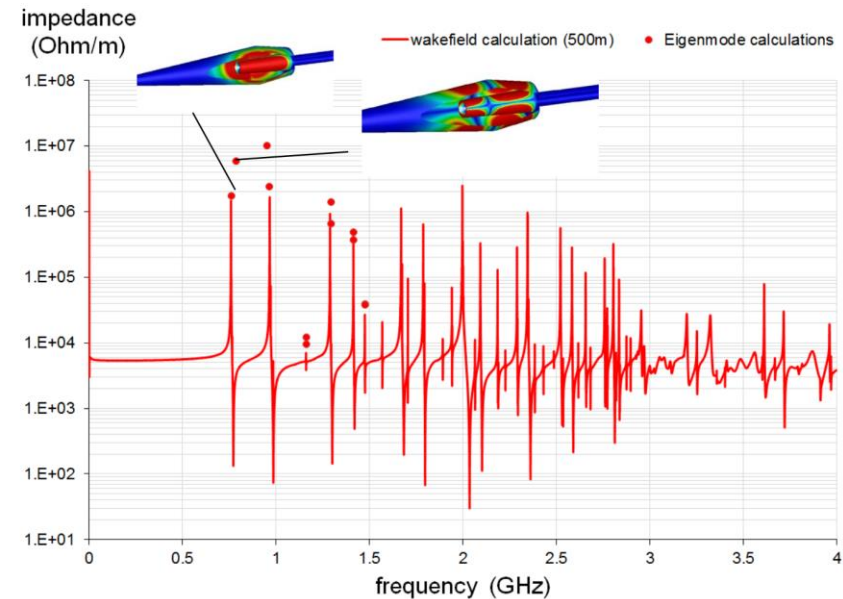 impedance
(Ohm/m)
wakefield calculation (500m)
Eigenmode calculations
1.E+08
1.E+07
1.E+06
1.E+05
1.E+04
1.E+03
1.E+02
1.E+01
0 0.5 1 1.5 2 2.5 3 3.5 4
frequency (GHz)